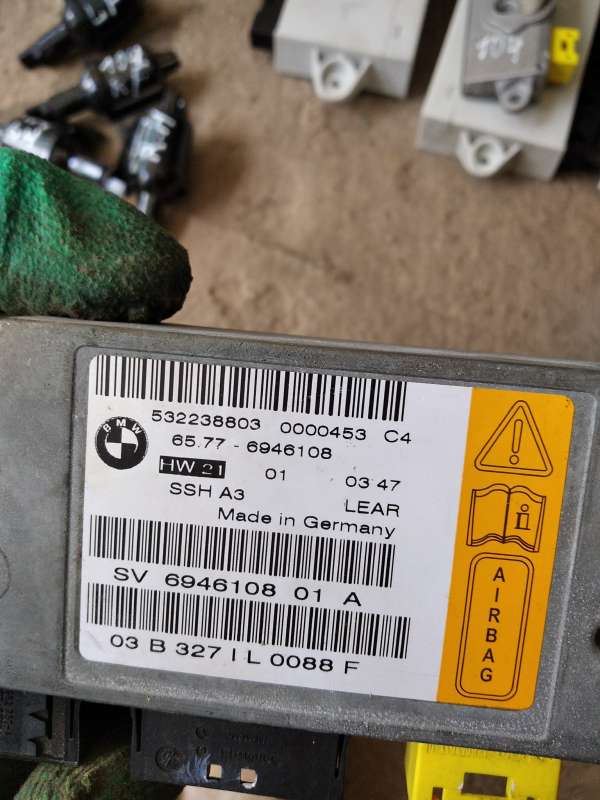 532238803 0000453 C4
BMW
65.77 - 6946108
HW 21 01 03 47
SSH A3 LEAR
Made in Germany
SV 6946108 01 A
03 B 327 I L 0088 F
i
AIRBAG